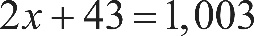 2x + 43 = 1,003